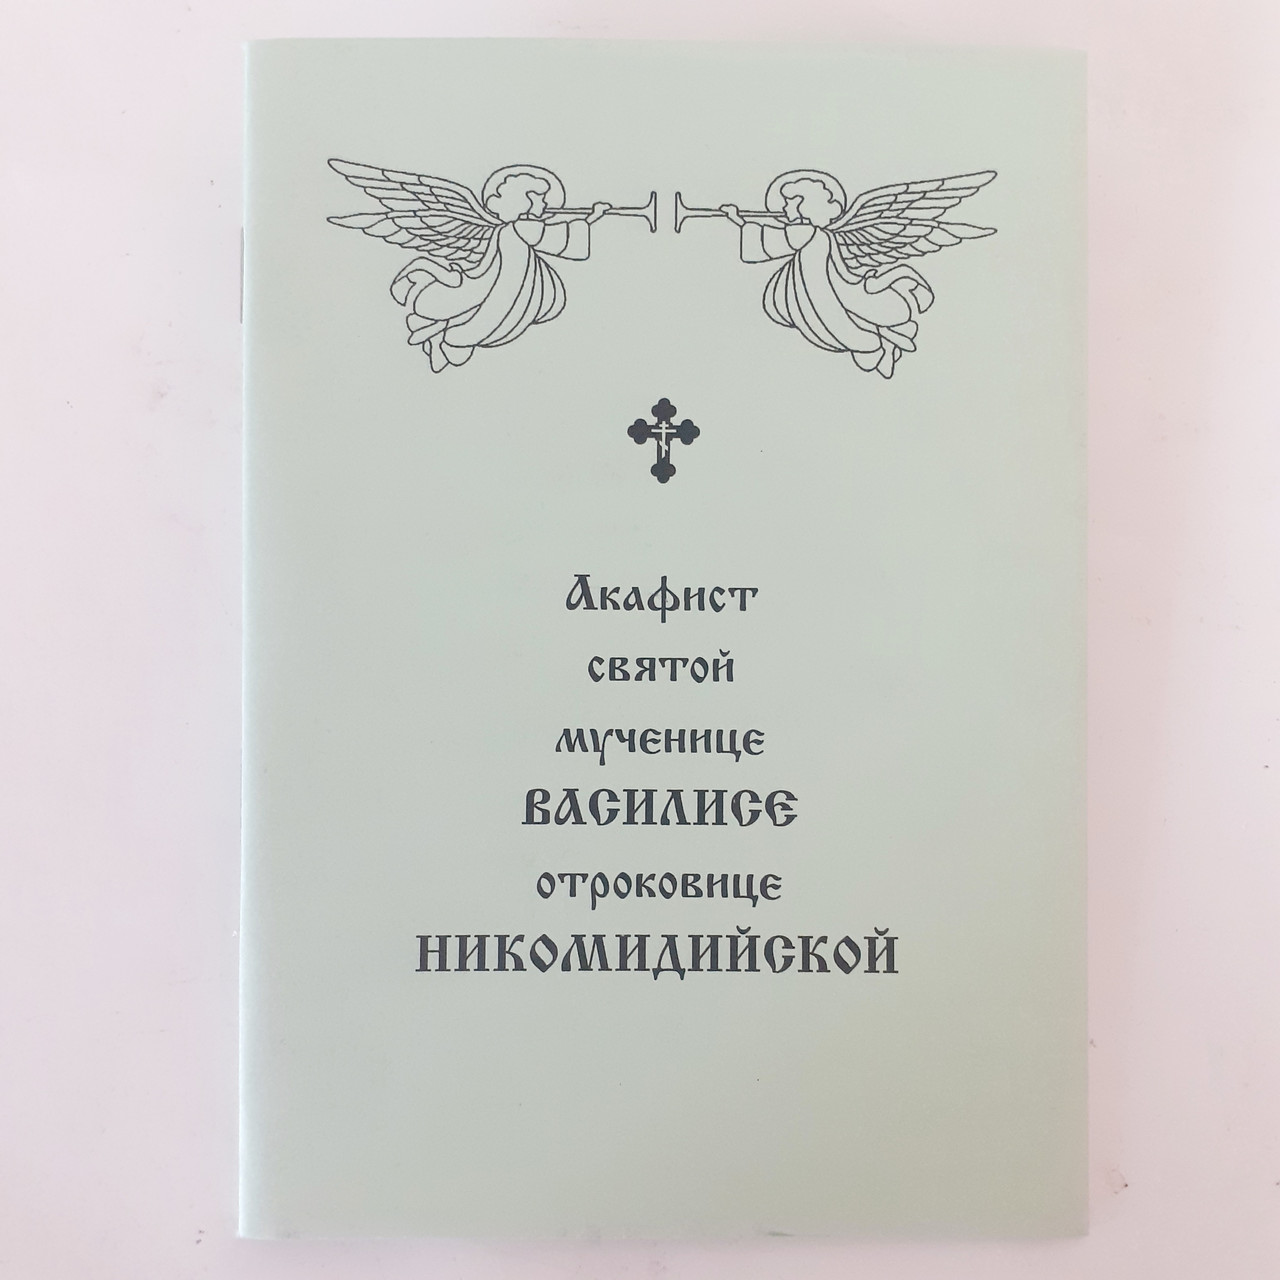 Акафист
святой
мученице
ВАСИЛИСЕ
отроковице
НИКОМИДИЙСКОЙ